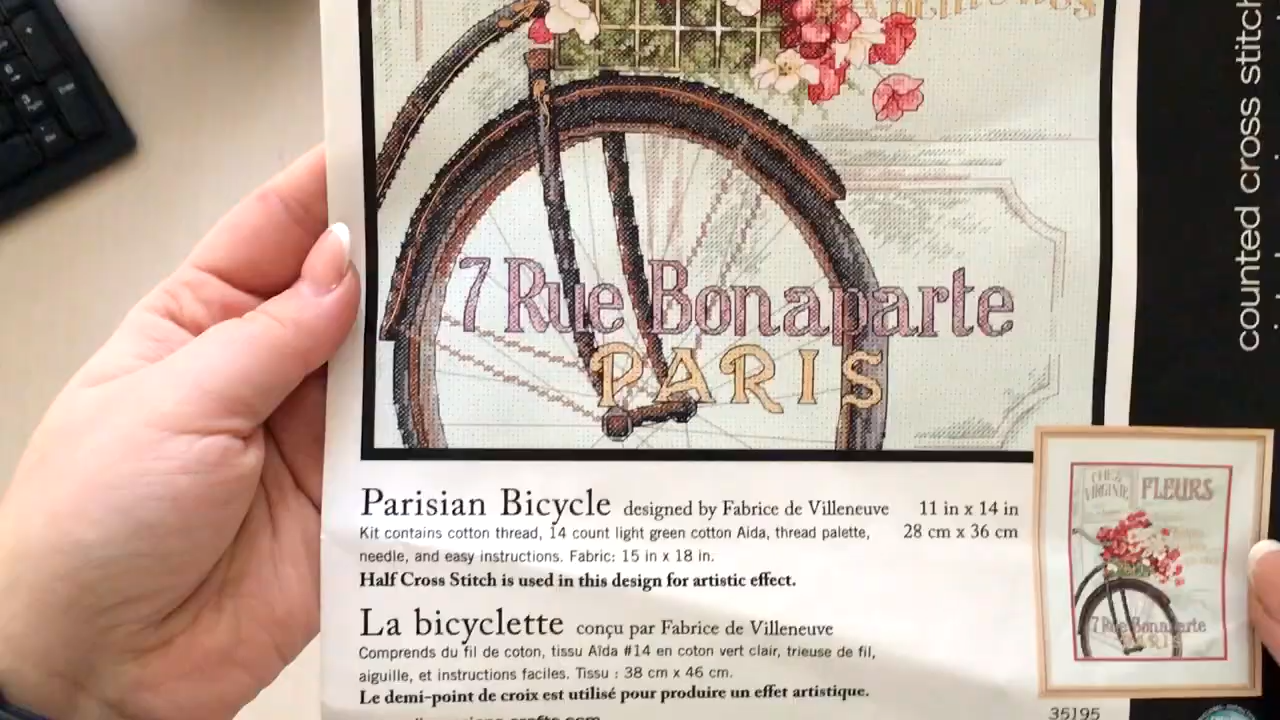 7 Rue Bonaparte
PARIS
Parisian Bicycle designed by Fabrice de Villeneuve 11 in x 14 in
Kit contains cotton thread, 14 count light green cotton Aida, thread palette, 28 cm x 36 cm
needle, and easy instructions. Fabric: 15 in x 18 in.
Half Cross Stitch is used in this design for artistic effect.
La bicyclette conçu par Fabrice de Villeneuve
Comprends du fil de coton, tissu Aïda #14 en coton vert clair, trieuse de fil,
aiguille, et instructions faciles. Tissu : 38 cm x 46 cm.
Le demi-point de croix est utilisé pour produire un effet artistique.
counted cross stitch
CHEZ
VIRGINIE
FLEURS
7 Rue Bonaparte
PARIS
35195